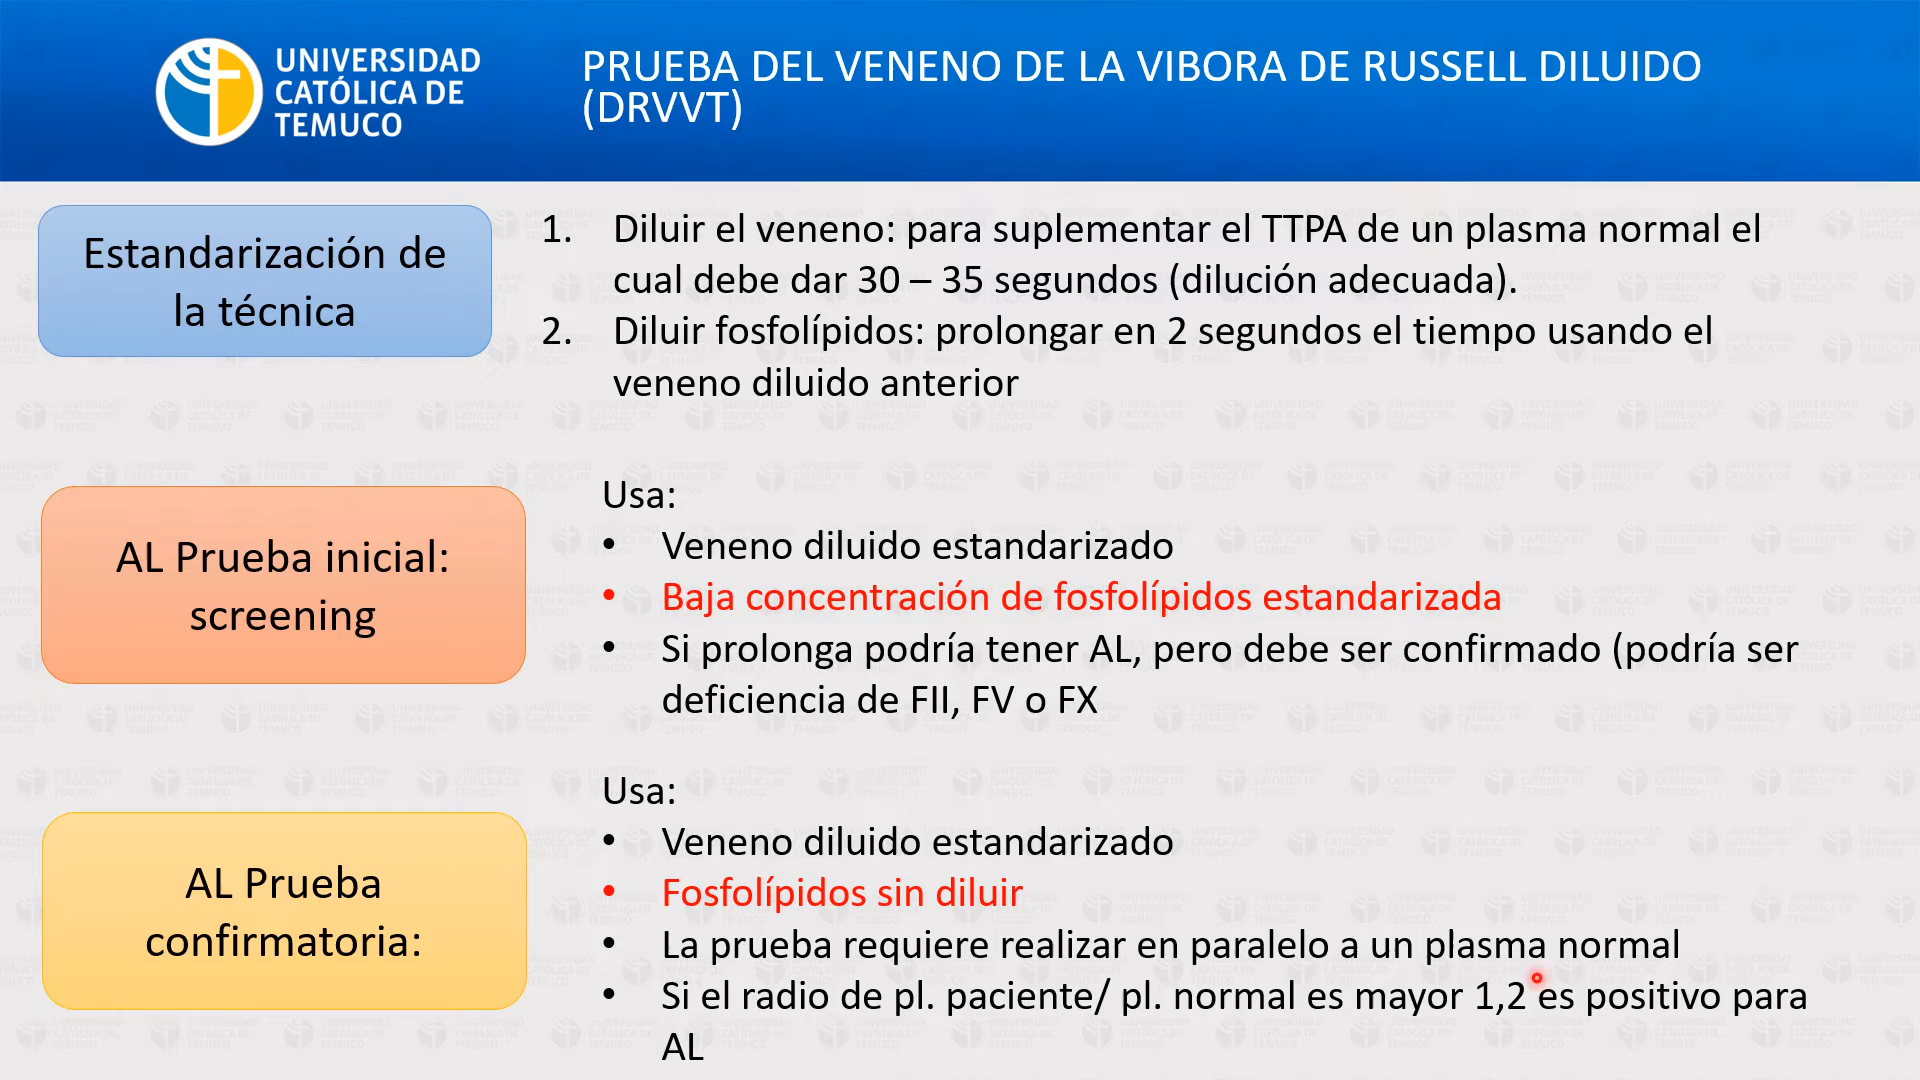 UNIVERSIDAD
CATÓLICA DE
TEMUCO
PRUEBA DEL VENENO DE LA VIBORA DE RUSSELL DILUIDO
(DRVVT)
Estandarización de
la técnica
1. Diluir el veneno: para suplementar el TTPA de un plasma normal el
cual debe dar 30 – 35 segundos (dilución adecuada).
2. Diluir fosfolípidos: prolongar en 2 segundos el tiempo usando el
veneno diluido anterior
AL Prueba inicial:
screening
Usa:
• Veneno diluido estandarizado
• Baja concentración de fosfolípidos estandarizada
• Si prolonga podría tener AL, pero debe ser confirmado (podría ser
deficiencia de FII, FV o FX
AL Prueba
confirmatoria:
Usa:
• Veneno diluido estandarizado
• Fosfolípidos sin diluir
• La prueba requiere realizar en paralelo a un plasma normal
• Si el radio de pl. paciente/ pl. normal es mayor 1,2 es positivo para
AL